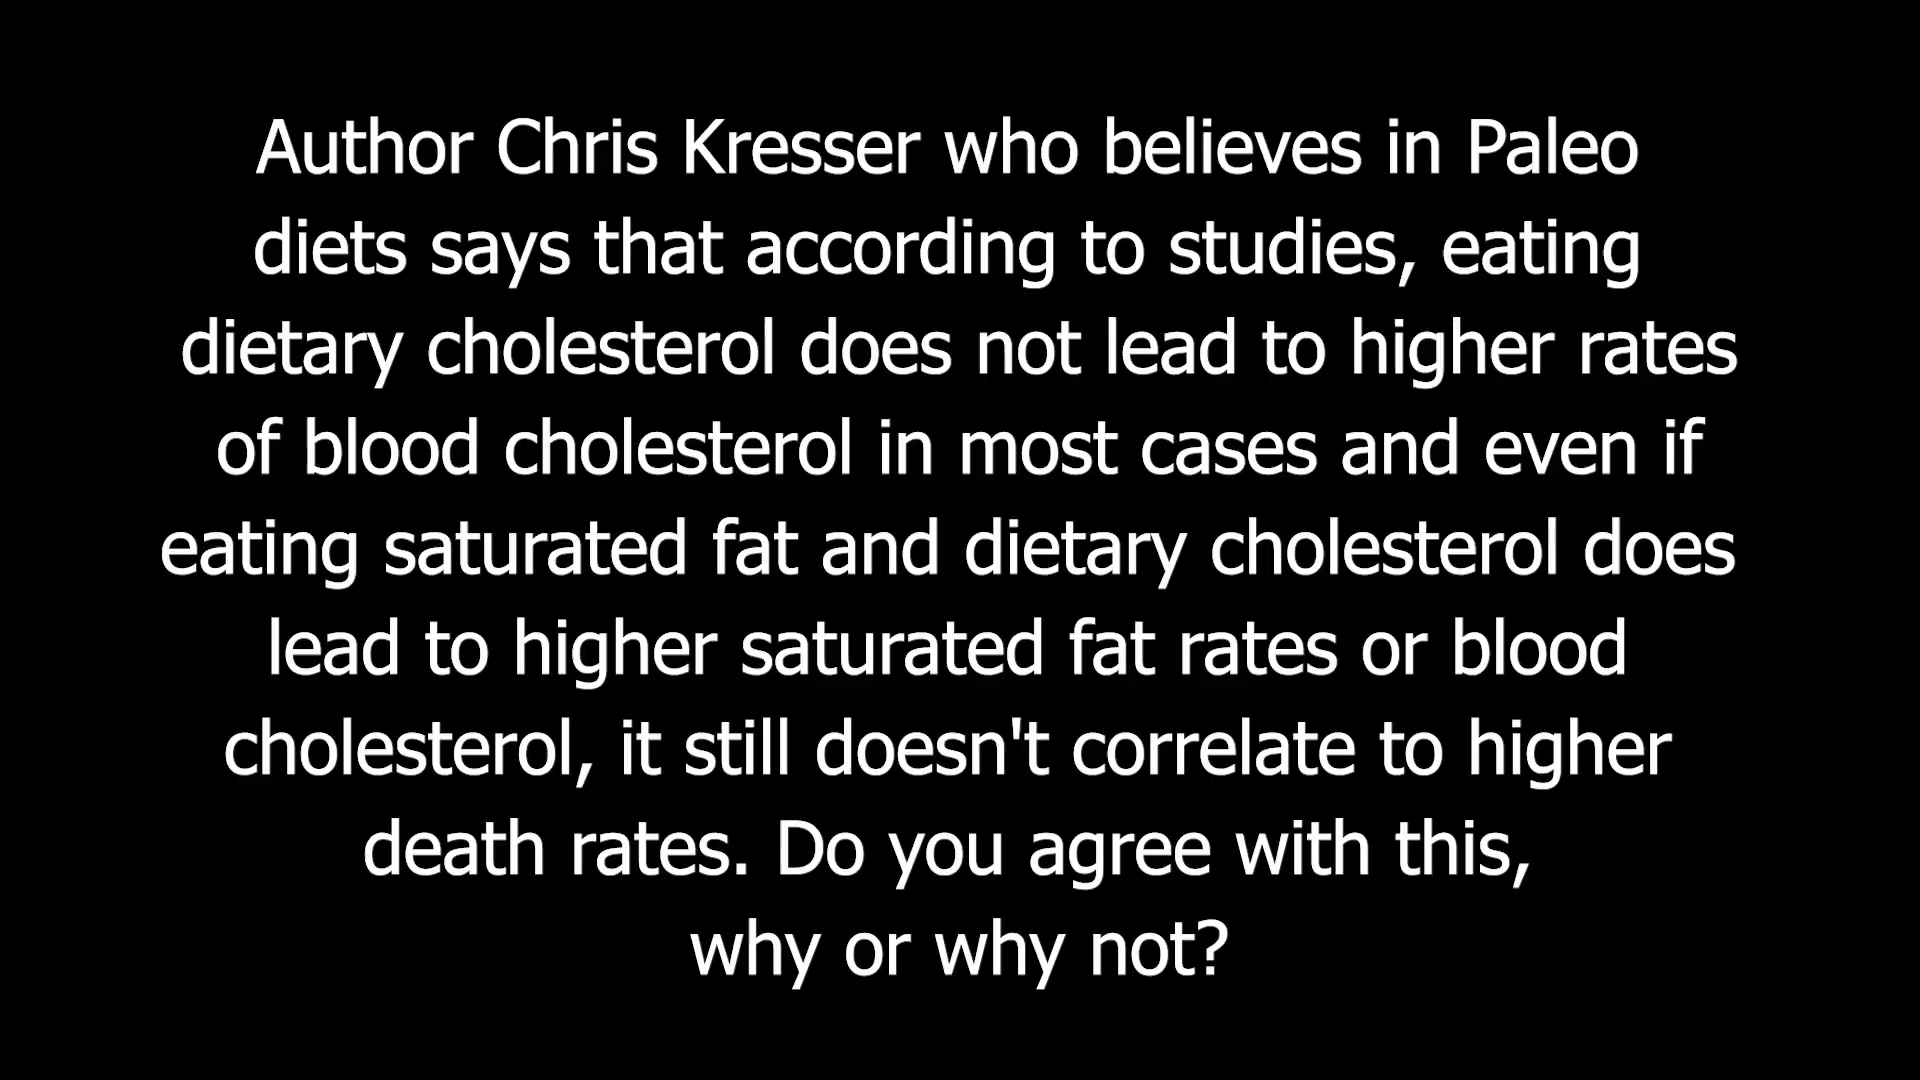 Author Chris Kresser who believes in Paleo
diets says that according to studies, eating
dietary cholesterol does not lead to higher rates
of blood cholesterol in most cases and even if
eating saturated fat and dietary cholesterol does
lead to higher saturated fat rates or blood
cholesterol, it still doesn't correlate to higher
death rates. Do you agree with this,
why or why not?